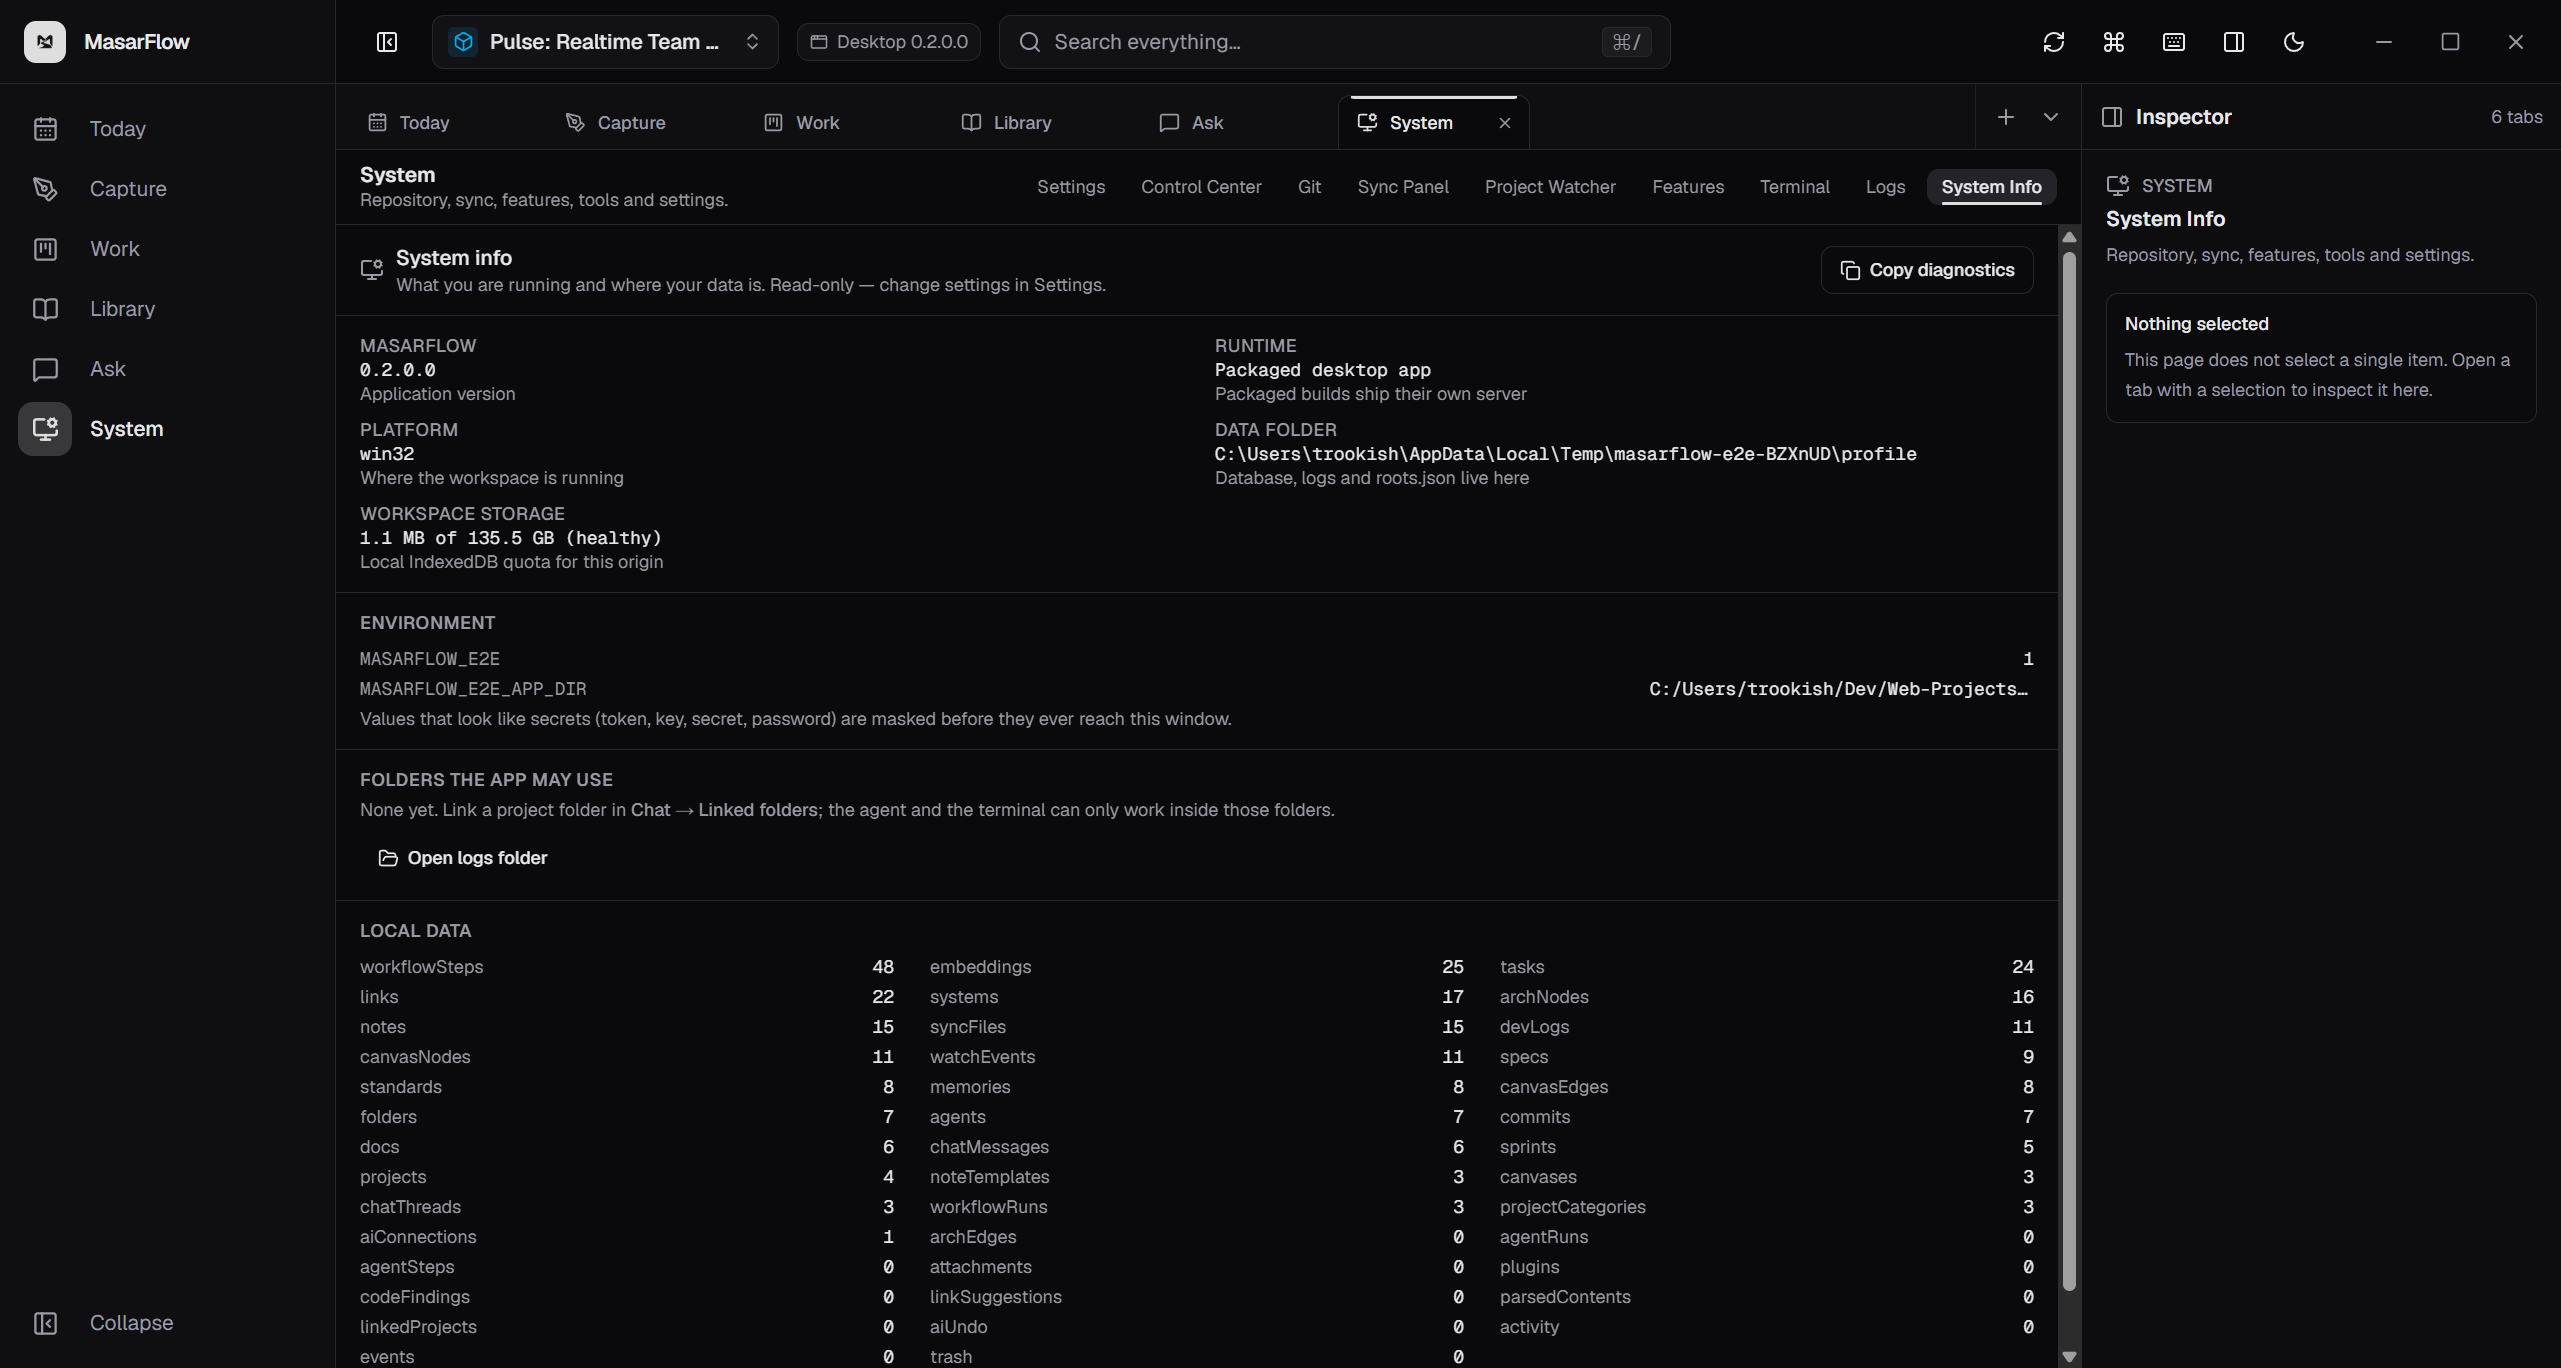 MasarFlow
Pulse: Realtime Team ...
Desktop 0.2.0.0
Search everything...
⌘/
Today
Capture
Work
Library
Ask
System
Collapse
Today
Capture
Work
Library
Ask
System
Inspector
6 tabs
System
Repository, sync, features, tools and settings.
Settings
Control Center
Git
Sync Panel
Project Watcher
Features
Terminal
Logs
System Info
System info
What you are running and where your data is. Read-only — change settings in Settings.
Copy diagnostics
MASARFLOW
0.2.0.0
Application version
RUNTIME
Packaged desktop app
Packaged builds ship their own server
PLATFORM
win32
Where the workspace is running
DATA FOLDER
C:\Users\trookish\AppData\Local\Temp\masarflow-e2e-BZXnUD\profile
Database, logs and roots.json live here
WORKSPACE STORAGE
1.1 MB of 135.5 GB (healthy)
Local IndexedDB quota for this origin
ENVIRONMENT
MASARFLOW_E2E 1
MASARFLOW_E2E_APP_DIR C:/Users/trookish/Dev/Web-Projects…
Values that look like secrets (token, key, secret, password) are masked before they ever reach this window.
FOLDERS THE APP MAY USE
None yet. Link a project folder in Chat → Linked folders; the agent and the terminal can only work inside those folders.
Open logs folder
LOCAL DATA
workflowSteps 48 embeddings 25 tasks 24
links 22 systems 17 archNodes 16
notes 15 syncFiles 15 devLogs 11
canvasNodes 11 watchEvents 11 specs 9
standards 8 memories 8 canvasEdges 8
folders 7 agents 7 commits 7
docs 6 chatMessages 6 sprints 5
projects 4 noteTemplates 3 canvases 3
chatThreads 3 workflowRuns 3 projectCategories 3
aiConnections 1 archEdges 0 agentRuns 0
agentSteps 0 attachments 0 plugins 0
codeFindings 0 linkSuggestions 0 parsedContents 0
linkedProjects 0 aiUndo 0 activity 0
events 0 trash 0
SYSTEM
System Info
Repository, sync, features, tools and settings.
Nothing selected
This page does not select a single item. Open a
tab with a selection to inspect it here.